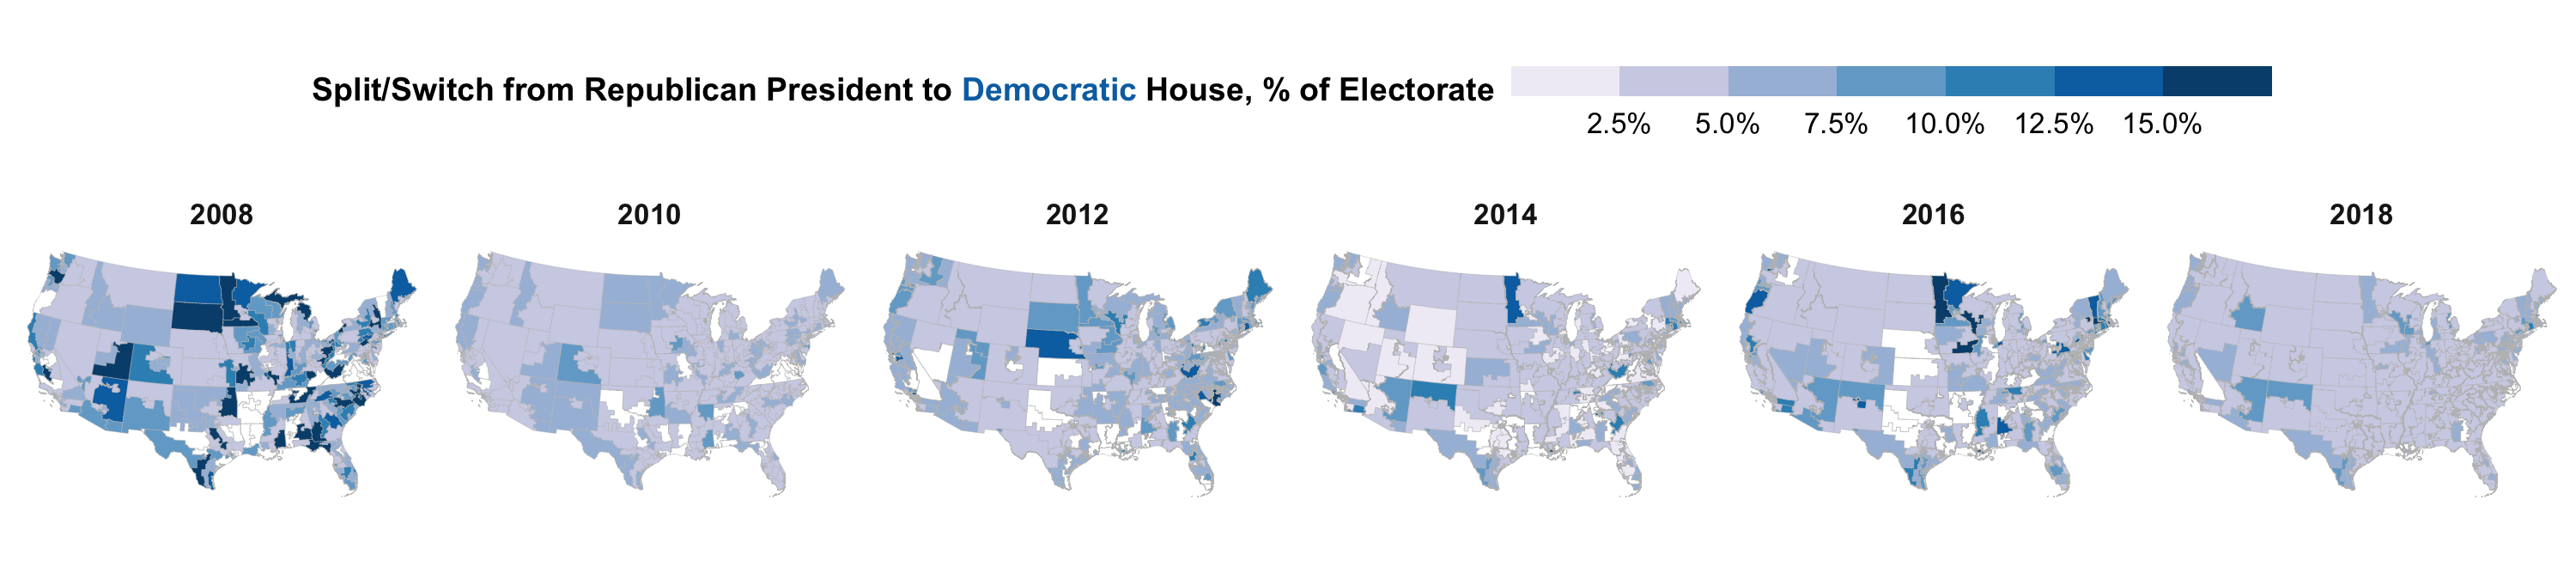 Split/Switch from Republican President to Democratic House, % of Electorate
2.5% 5.0% 7.5% 10.0% 12.5% 15.0%
2008 2010 2012 2014 2016 2018